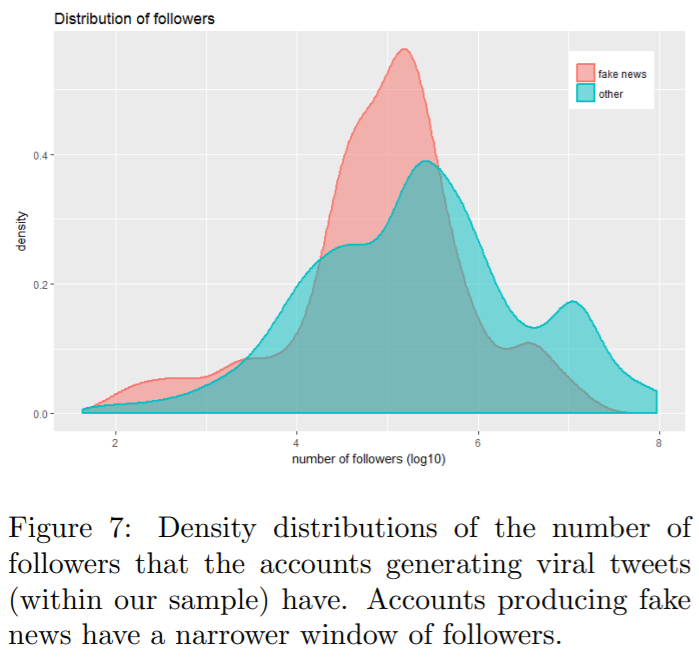 Distribution of followers
fake news
other
0.4
0.2
0.0
density
2 4 6 8
number of followers (log10)
Figure 7: Density distributions of the number of
followers that the accounts generating viral tweets
(within our sample) have. Accounts producing fake
news have a narrower window of followers.